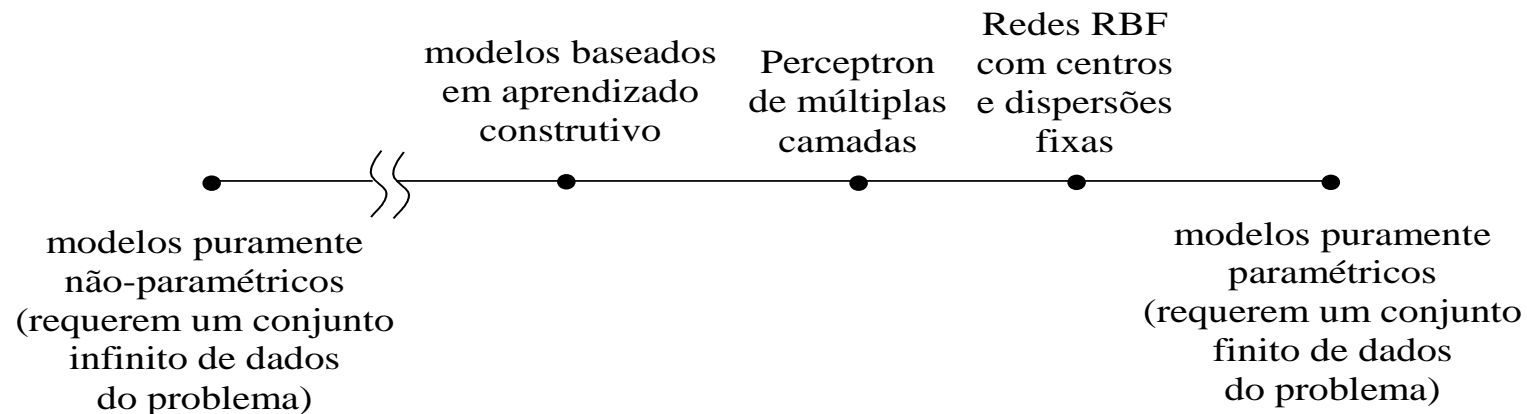 modelos baseados
em aprendizado
construtivo
Perceptron
de múltiplas
camadas
Redes RBF
com centros
e dispersões
fixas
modelos puramente
não-paramétricos
(requerem um conjunto
infinito de dados
do problema)
modelos puramente
paramétricos
(requerem um conjunto
finito de dados
do problema)